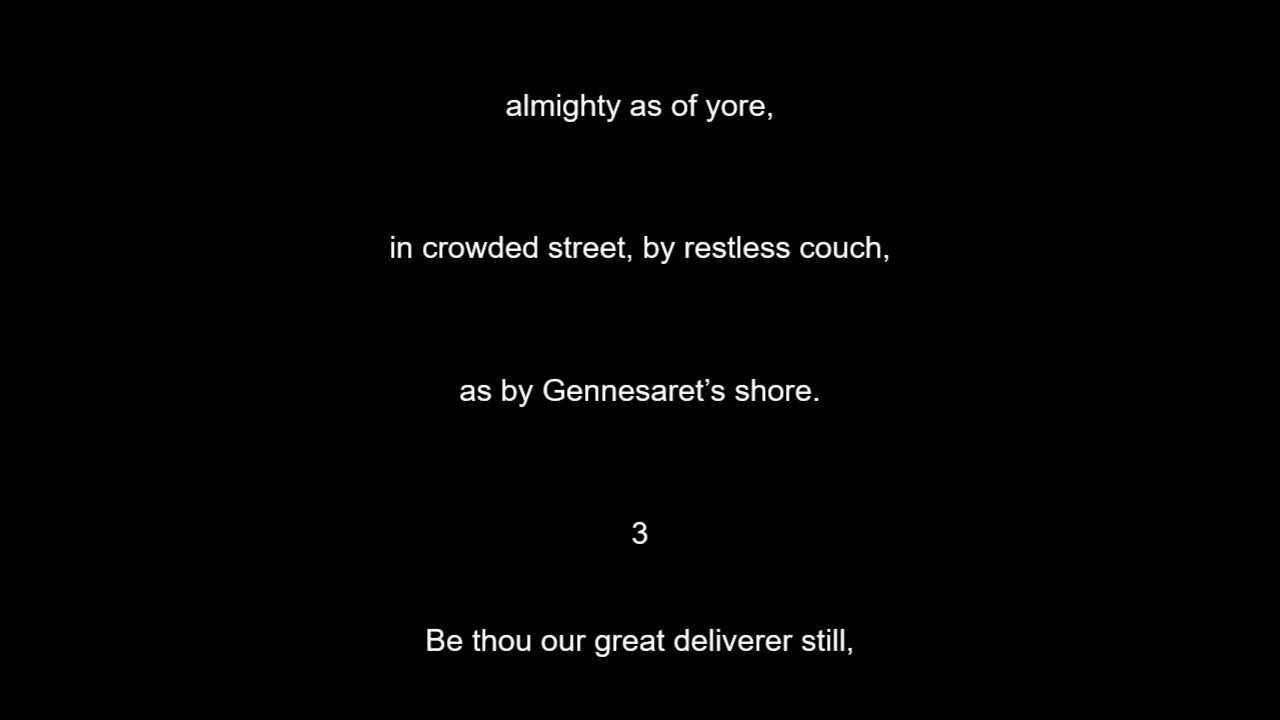 almighty as of yore,
in crowded street, by restless couch,
as by Gennesaret’s shore.
3
Be thou our great deliverer still,